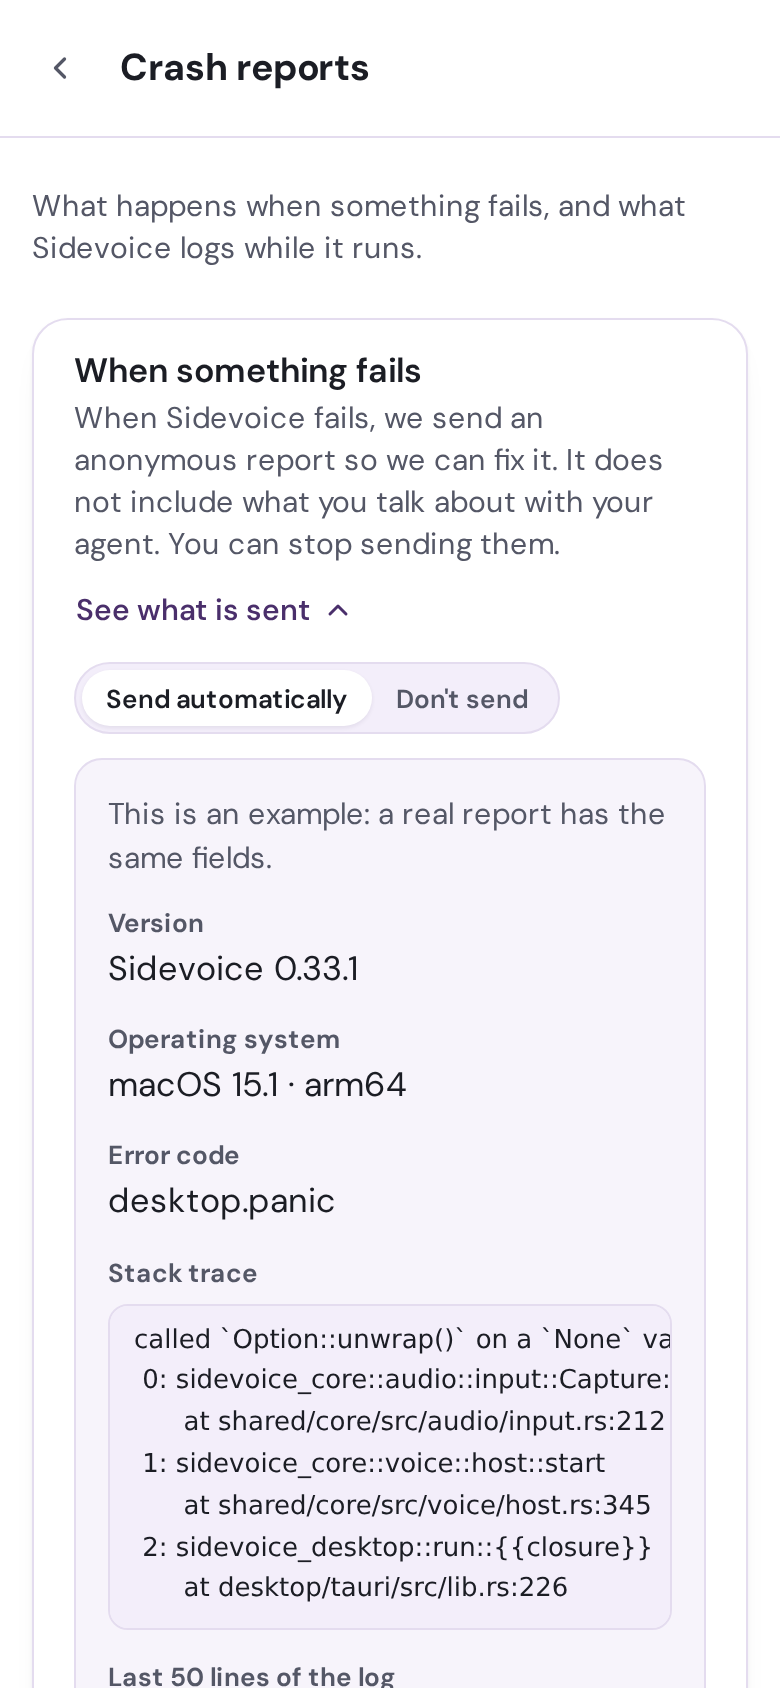 Crash reports
What happens when something fails, and what
Sidevoice logs while it runs.
When something fails
When Sidevoice fails, we send an
anonymous report so we can fix it. It does
not include what you talk about with your
agent. You can stop sending them.
See what is sent
Send automatically Don't send
This is an example: a real report has the
same fields.
Version
Sidevoice 0.33.1
Operating system
macOS 15.1 · arm64
Error code
desktop.panic
Stack trace
called `Option::unwrap()` on a `None` va
0: sidevoice_core::audio::input::Capture:
at shared/core/src/audio/input.rs:212
1: sidevoice_core::voice::host::start
at shared/core/src/voice/host.rs:345
2: sidevoice_desktop::run::{{closure}}
at desktop/tauri/src/lib.rs:226
Last 50 lines of the log